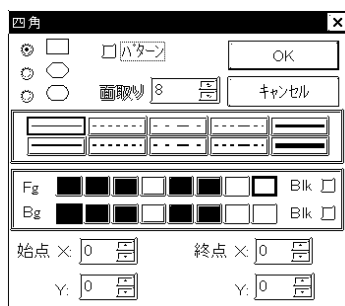 四角
パターン OK
面取り 8 キャンセル
Fg Blk
Bg Blk
始点 X: 0 終点 X: 0
Y: 0 Y: 0